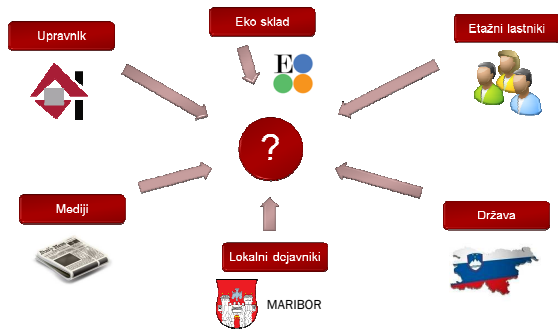 Eko sklad
Upravnik
Etažni lastniki
E
?
Mediji
Država
Lokalni dejavniki
MARIBOR